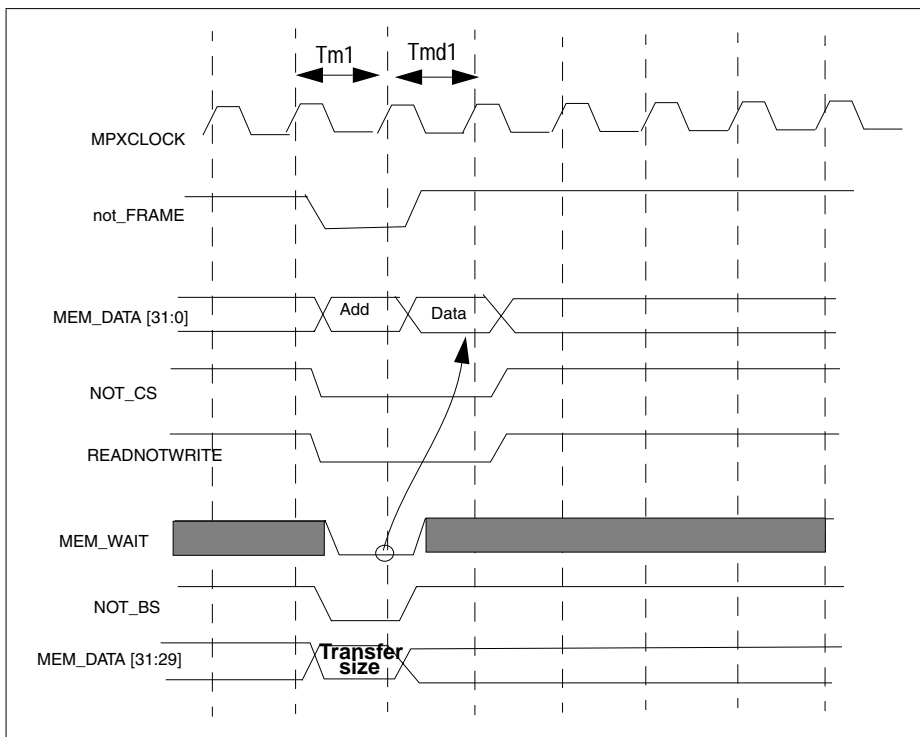 Tm1 Tmd1
MPXCLOCK
not_FRAME
MEM_DATA [31:0] Add Data
NOT_CS
READNOTWRITE
MEM_WAIT
NOT_BS
MEM_DATA [31:29] Transfer
size